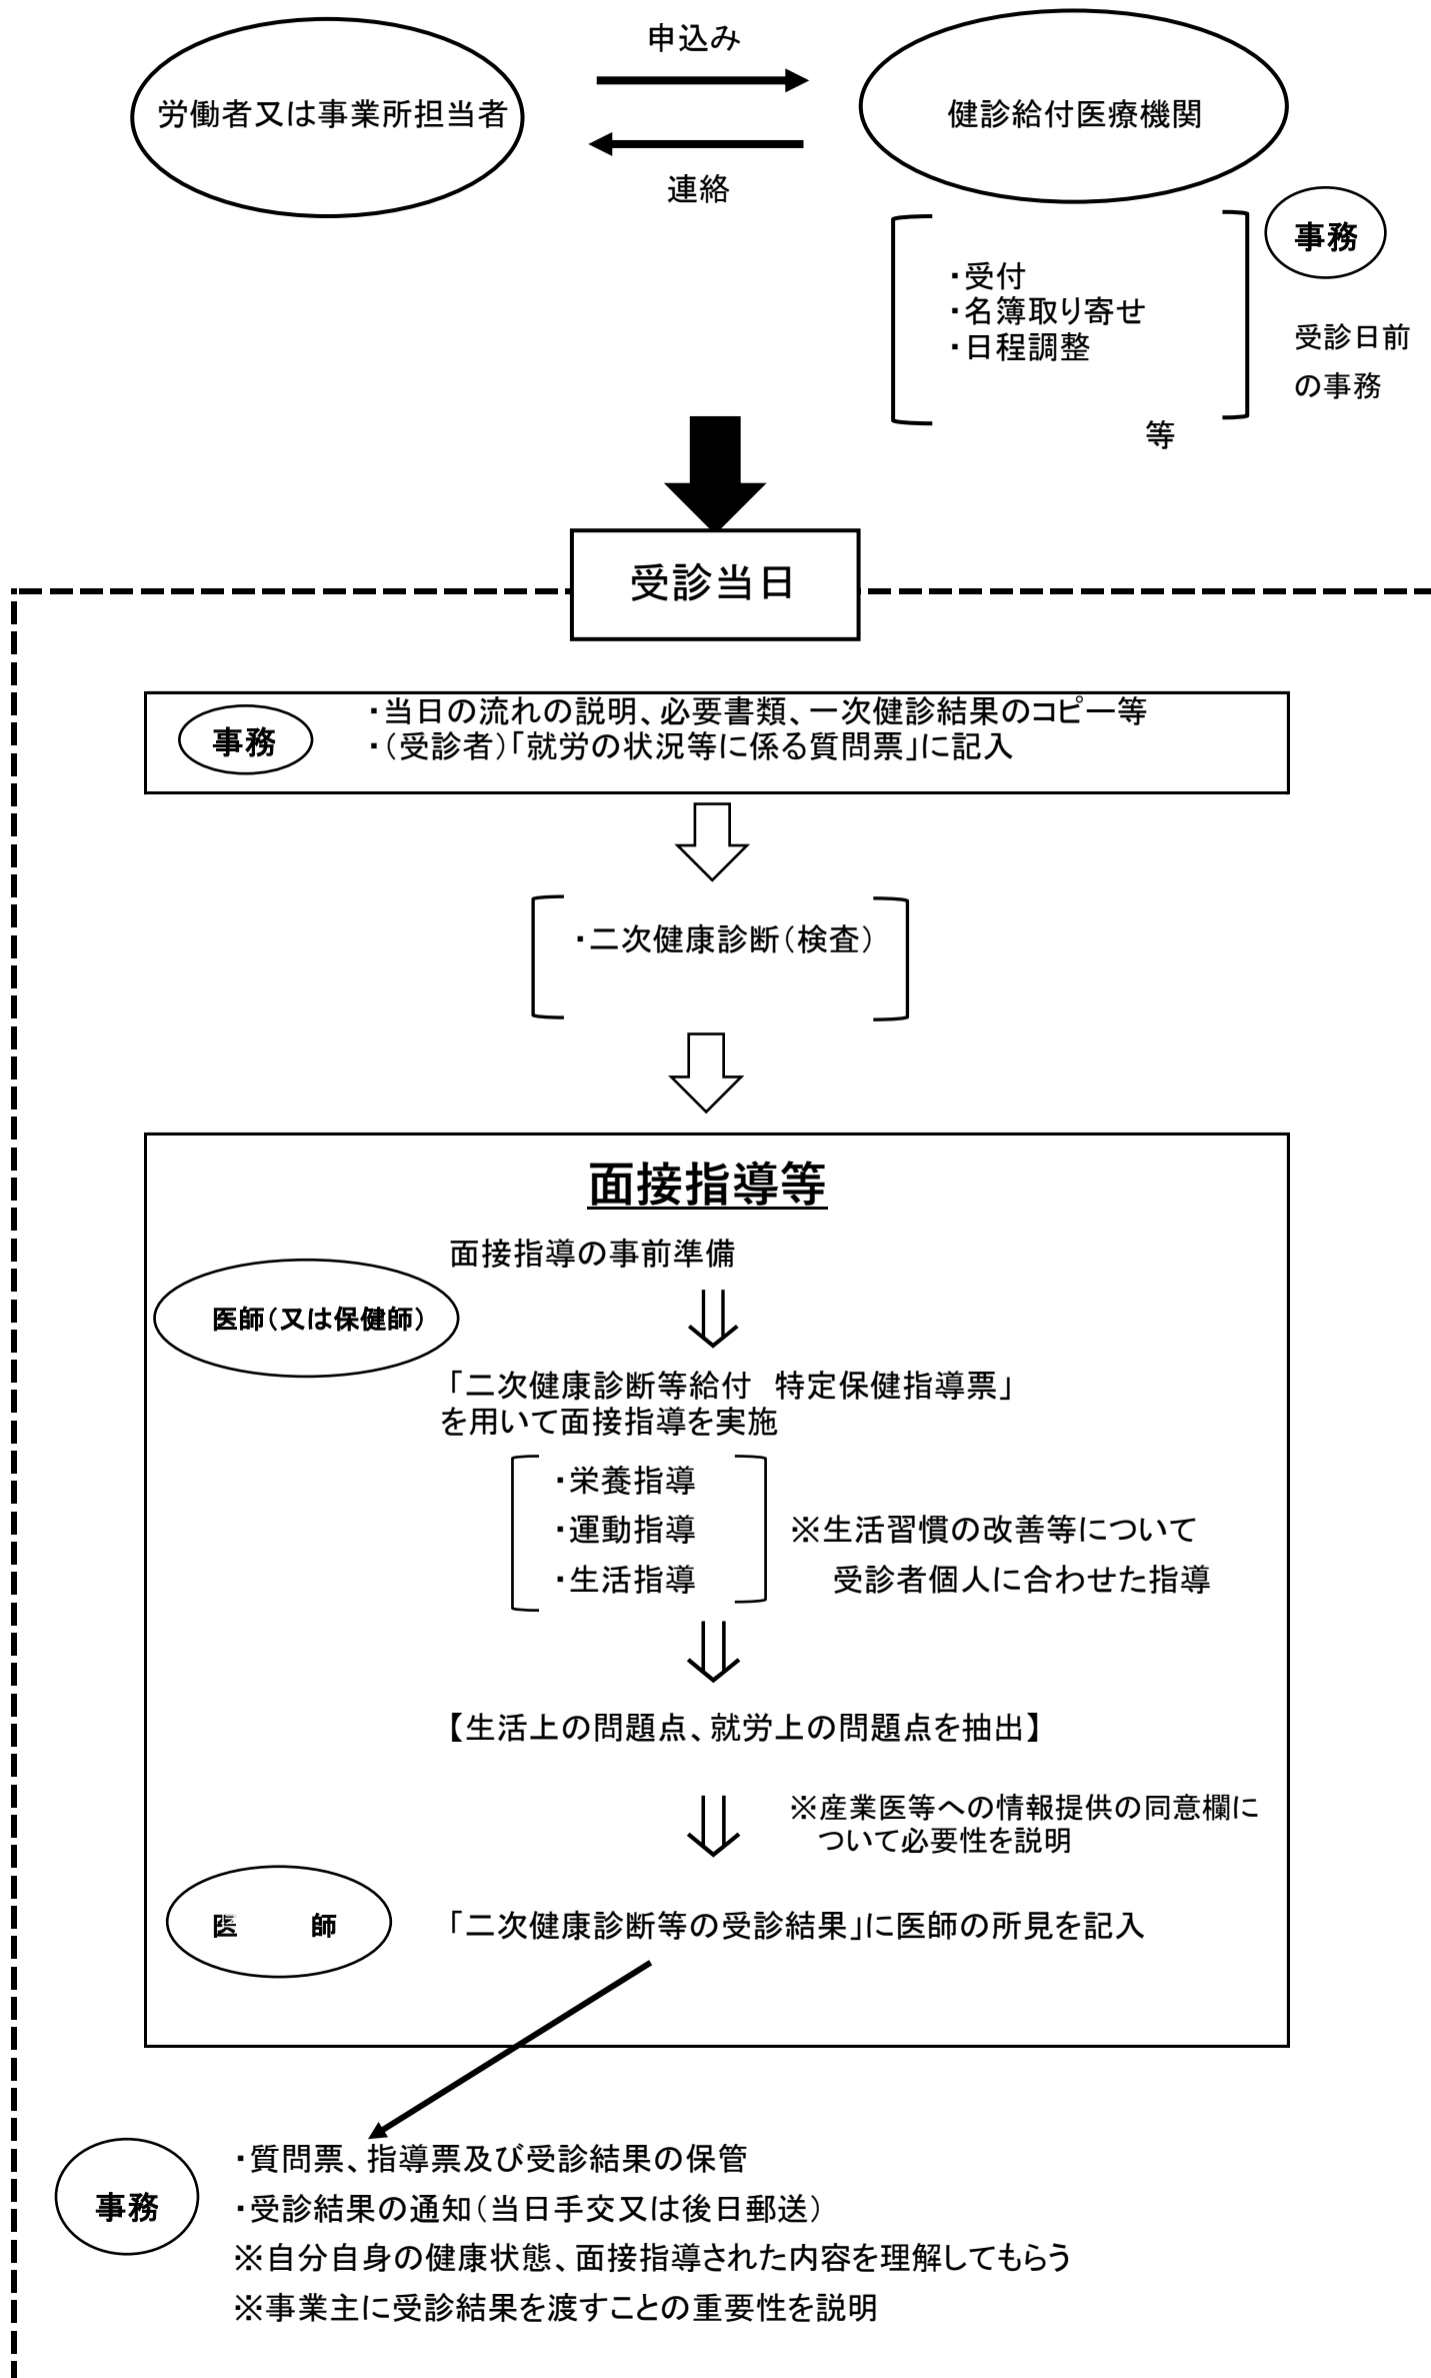 申込み
労働者又は事業所担当者
健診給付医療機関
連絡
事務
・受付
・名簿取り寄せ
・日程調整
等
受診日前
の事務
受診当日
事務
・当日の流れの説明、必要書類、一次健診結果のコピー等
・（受診者）「就労の状況等に係る質問票」に記入
・二次健康診断（検査）
面接指導等
面接指導の事前準備
医師（又は保健師）
「二次健康診断等給付　特定保健指導票」
を用いて面接指導を実施
・栄養指導
・運動指導
・生活指導
※生活習慣の改善等について
受診者個人に合わせた指導
【生活上の問題点、就労上の問題点を抽出】
※産業医等への情報提供の同意欄に
ついて必要性を説明
医　　師
「二次健康診断等の受診結果」に医師の所見を記入
事務
・質問票、指導票及び受診結果の保管
・受診結果の通知（当日手交又は後日郵送）
※自分自身の健康状態、面接指導された内容を理解してもらう
※事業主に受診結果を渡すことの重要性を説明